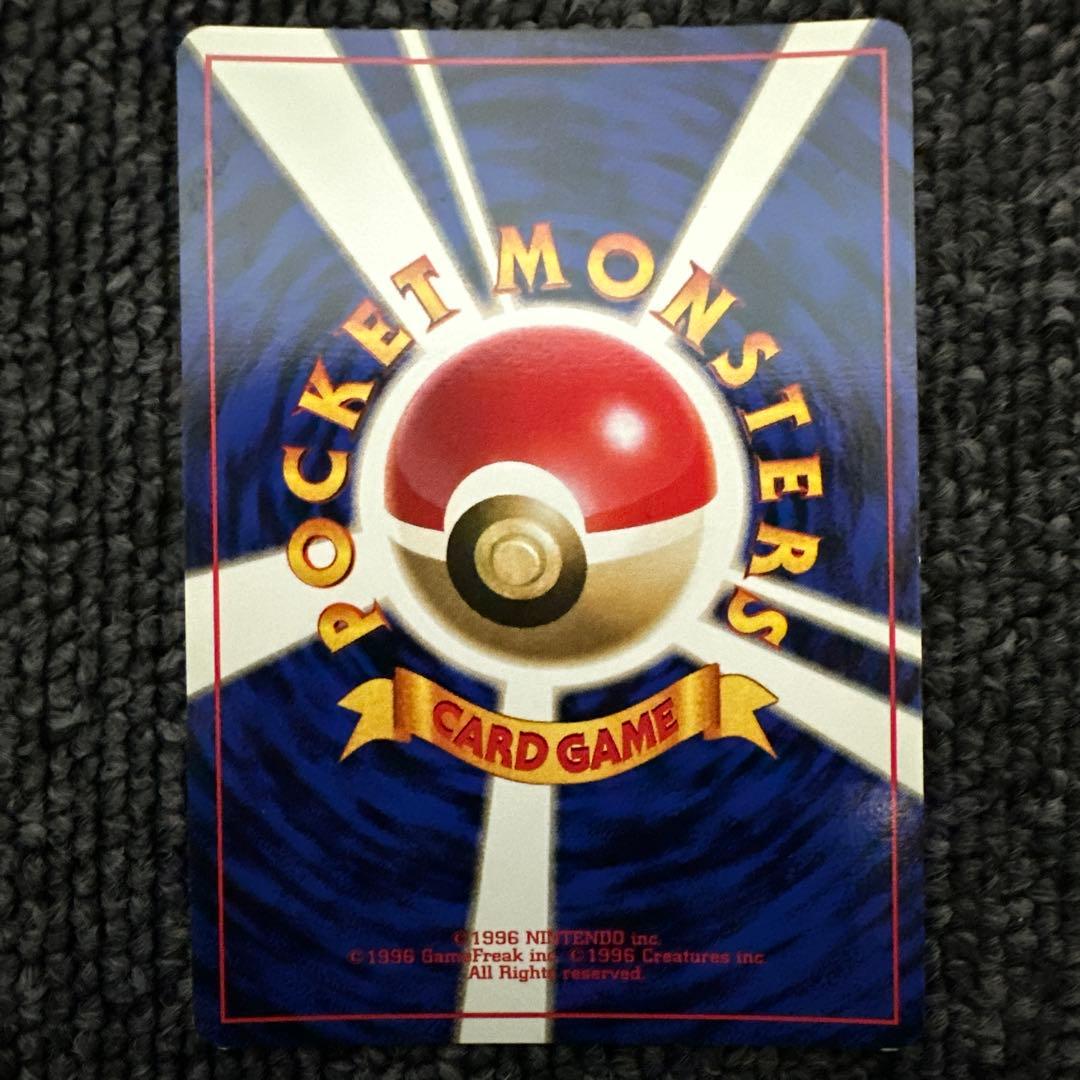 POCKET MONSTERS
CARD GAME
©1996 NINTENDO inc.
©1996 GameFreak inc. ©1996 Creatures inc.
All Rights reserved.